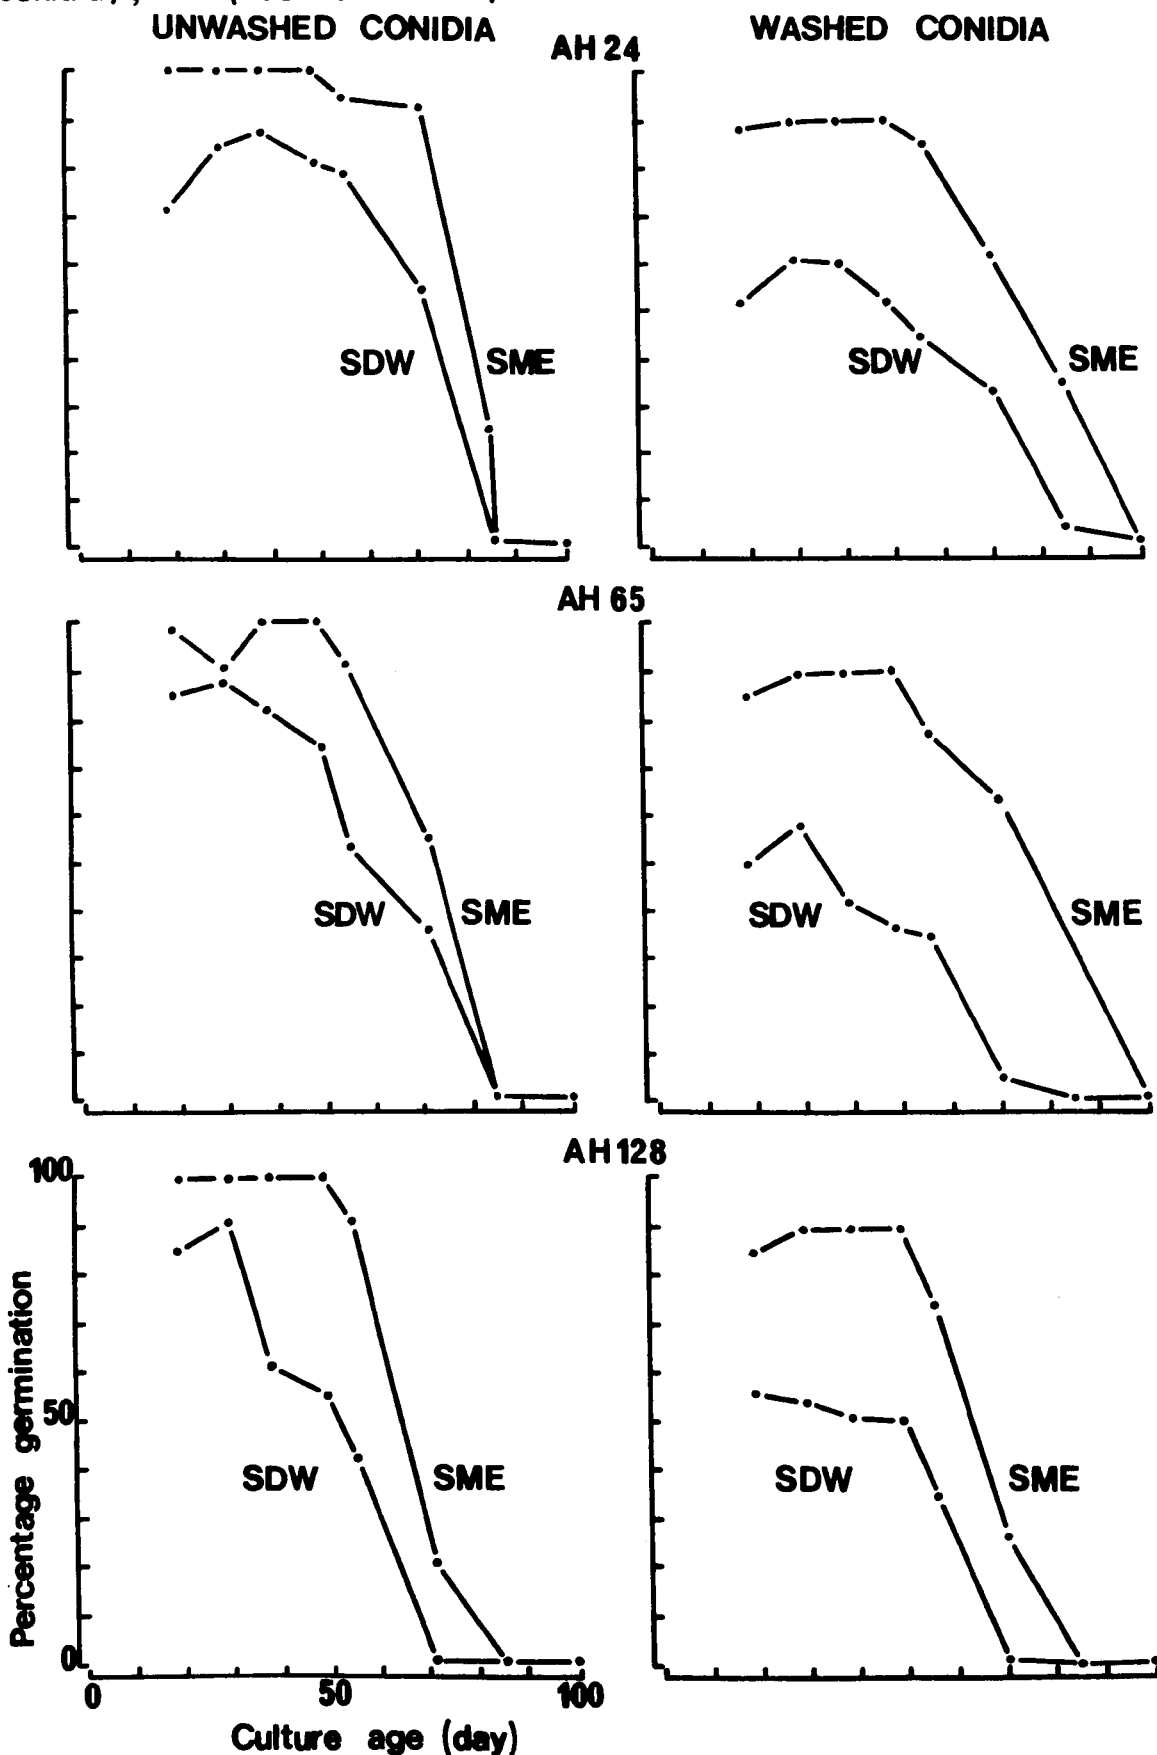 UNWASHED CONIDIA
WASHED CONIDIA
AH 24
SDW
SME
SDW
SME
AH 65
SDW
SME
SDW
SME
AH 128
100
50
0
Percentage germination
SDW
SME
SDW
SME
0 50 100
Culture age (day)